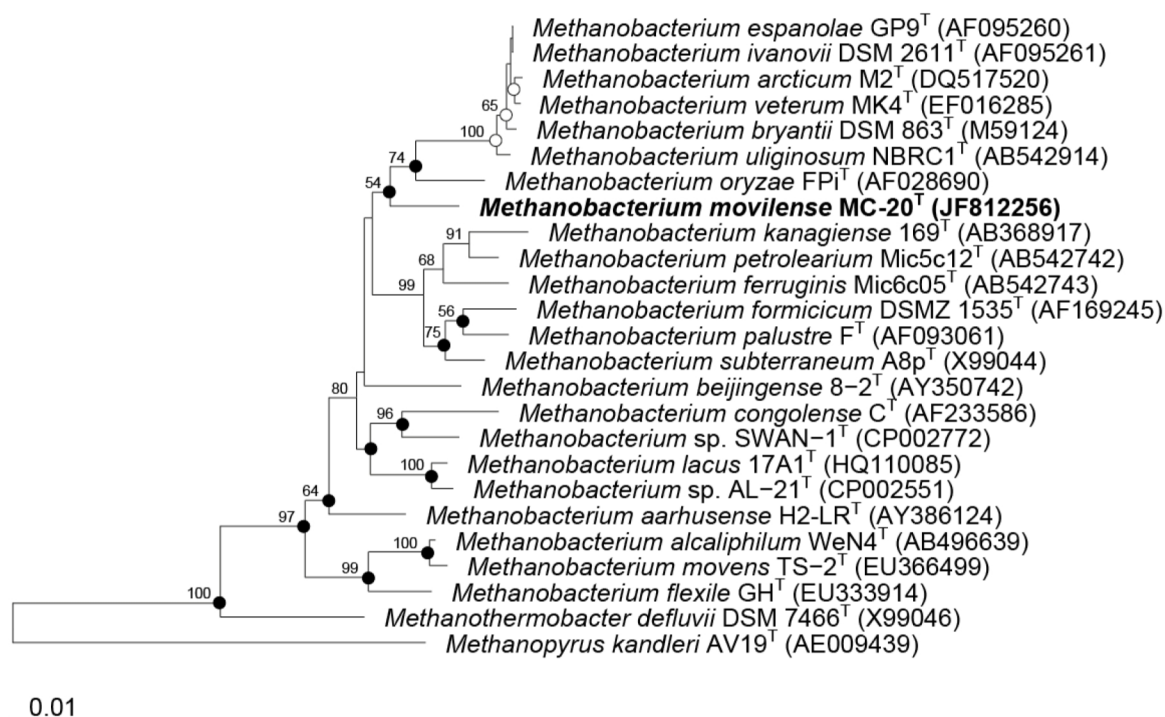 Methanobacterium espanolae GP9T (AF095260)
Methanobacterium ivanovii DSM 2611T (AF095261)
Methanobacterium arcticum M2T (DQ517520)
Methanobacterium veterum MK4T (EF016285)
65
Methanobacterium bryantii DSM 863T (M59124)
100
Methanobacterium uliginosum NBRC1T (AB542914)
74
Methanobacterium oryzae FPiT (AF028690)
54
Methanobacterium movilense MC-20T (JF812256)
91 Methanobacterium kanagiense 169T (AB368917)
68 Methanobacterium petrolearium Mic5c12T (AB542742)
99 Methanobacterium ferruginis Mic6c05T (AB542743)
56 Methanobacterium formicicum DSMZ 1535T (AF169245)
75 Methanobacterium palustre FT (AF093061)
Methanobacterium subterraneum A8pT (X99044)
80 Methanobacterium beijingense 8−2T (AY350742)
96 Methanobacterium congolense CT (AF233586)
Methanobacterium sp. SWAN−1T (CP002772)
100 Methanobacterium lacus 17A1T (HQ110085)
Methanobacterium sp. AL−21T (CP002551)
64
97 Methanobacterium aarhusense H2-LRT (AY386124)
100 Methanobacterium alcaliphilum WeN4T (AB496639)
99 Methanobacterium movens TS−2T (EU366499)
100 Methanobacterium flexile GHT (EU333914)
Methanothermobacter defluvii DSM 7466T (X99046)
Methanopyrus kandleri AV19T (AE009439)
0.01